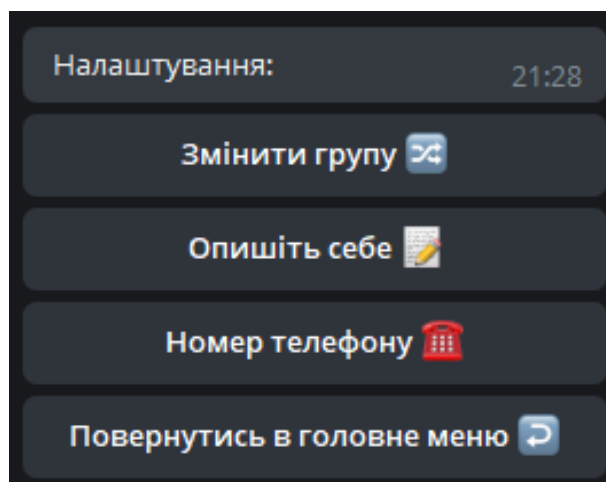 Налаштування:
21:28
Змінити групу 🔀
Опишіть себе 📝
Номер телефону ☎️
Повернутись в головне меню ↩️